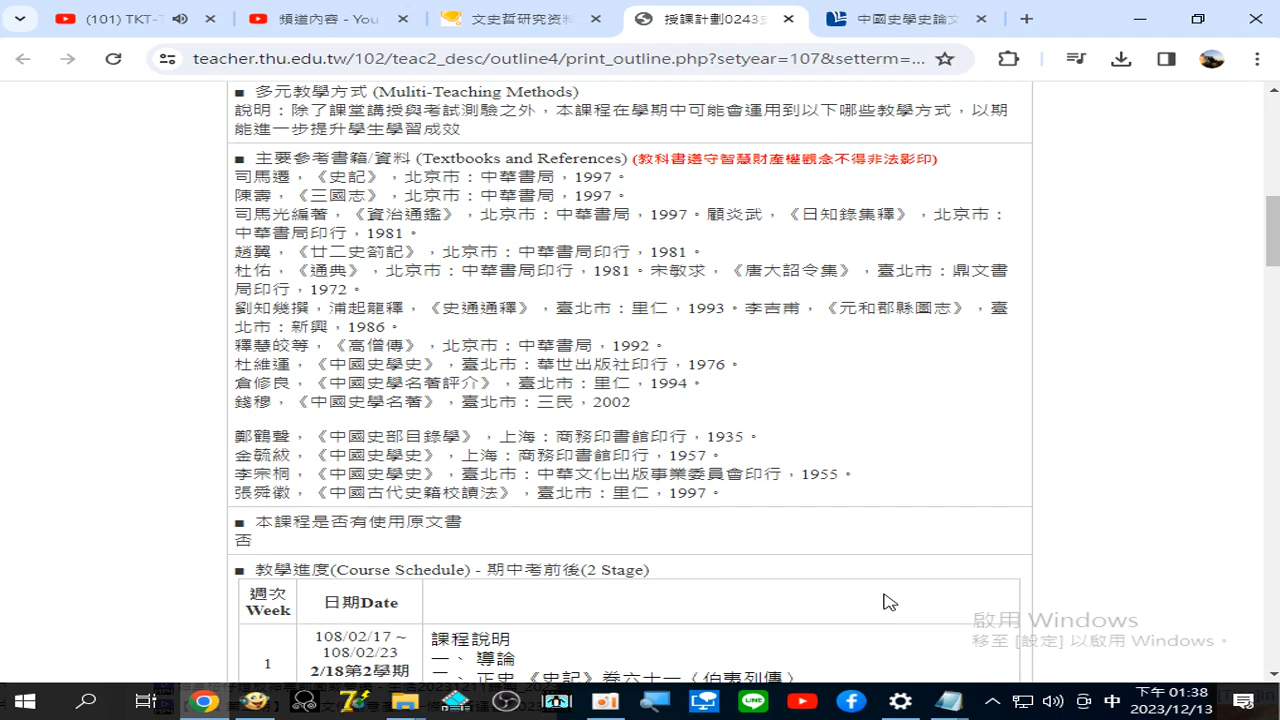 (101) TKT-T
頻道內容 - You
文史哲研究资料
授課計劃0243
中國史學史論文
teacher.thu.edu.tw/102/teac2_desc/outline4/print_outline.php?setyear=107&setterm=...
■ 多元教學方式 (Muliti-Teaching Methods)
說明：除了課堂講授與考試測驗之外，本課程在學期中可能會運用到以下哪些教學方式，以期
能進一步提升學生學習成效
■ 主要參考書籍/資料 (Textbooks and References) (教科書遵守智慧財產權觀念不得非法影印)
司馬遷，《史記》，北京市：中華書局，1997。
陳壽，《三國志》，北京市：中華書局，1997。
司馬光編著，《資治通鑑》，北京市：中華書局，1997。顧炎武，《日知錄集釋》，北京市：
中華書局印行，1981。
趙翼，《廿二史箚記》，北京市：中華書局印行，1981。
杜佑，《通典》，北京市：中華書局印行，1981。宋敏求，《唐大詔令集》，臺北市：鼎文書
局印行，1972。
劉知幾撰，浦起龍釋，《史通通釋》，臺北市：里仁，1993。李吉甫，《元和郡縣圖志》，臺
北市：新興，1986。
釋慧皎等，《高僧傳》，北京市：中華書局，1992。
杜維運，《中國史學史》，臺北市：華世出版社印行，1976。
倉修良，《中國史學名著評介》，臺北市：里仁，1994。
錢穆，《中國史學名著》，臺北市：三民，2002
鄭鶴聲，《中國史部目錄學》，上海：商務印書館印行，1935。
金毓紱，《中國史學史》，上海：商務印書館印行，1957。
李宗桐，《中國史學史》，臺北市：中華文化出版事業委員會印行，1955。
張舜徽，《中國古代史籍校讀法》，臺北市：里仁，1997。
■ 本課程是否有使用原文書
否
■ 教學進度(Course Schedule) - 期中考前後(2 Stage)
週次
Week
日期Date
1
108/02/17 ~
108/02/23
2/18第2學期
課程說明
一、 導論
二、正史《史記》卷六十一〈伯夷列傳〉
啟用 Windows
移至 [設定] 以啟用 Windows。
中
下午 01:38
2023/12/13